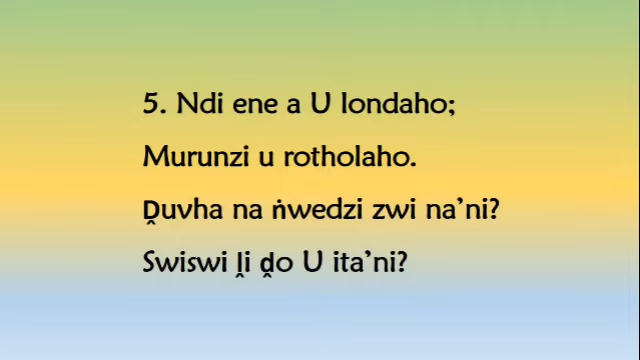 5. Ndi ene a U londaho;
Murunzi u rotholaho.
Ḓuvha na ṅwedzi zwi na’ni?
Swiswi ḽi ḓo U ita’ni?